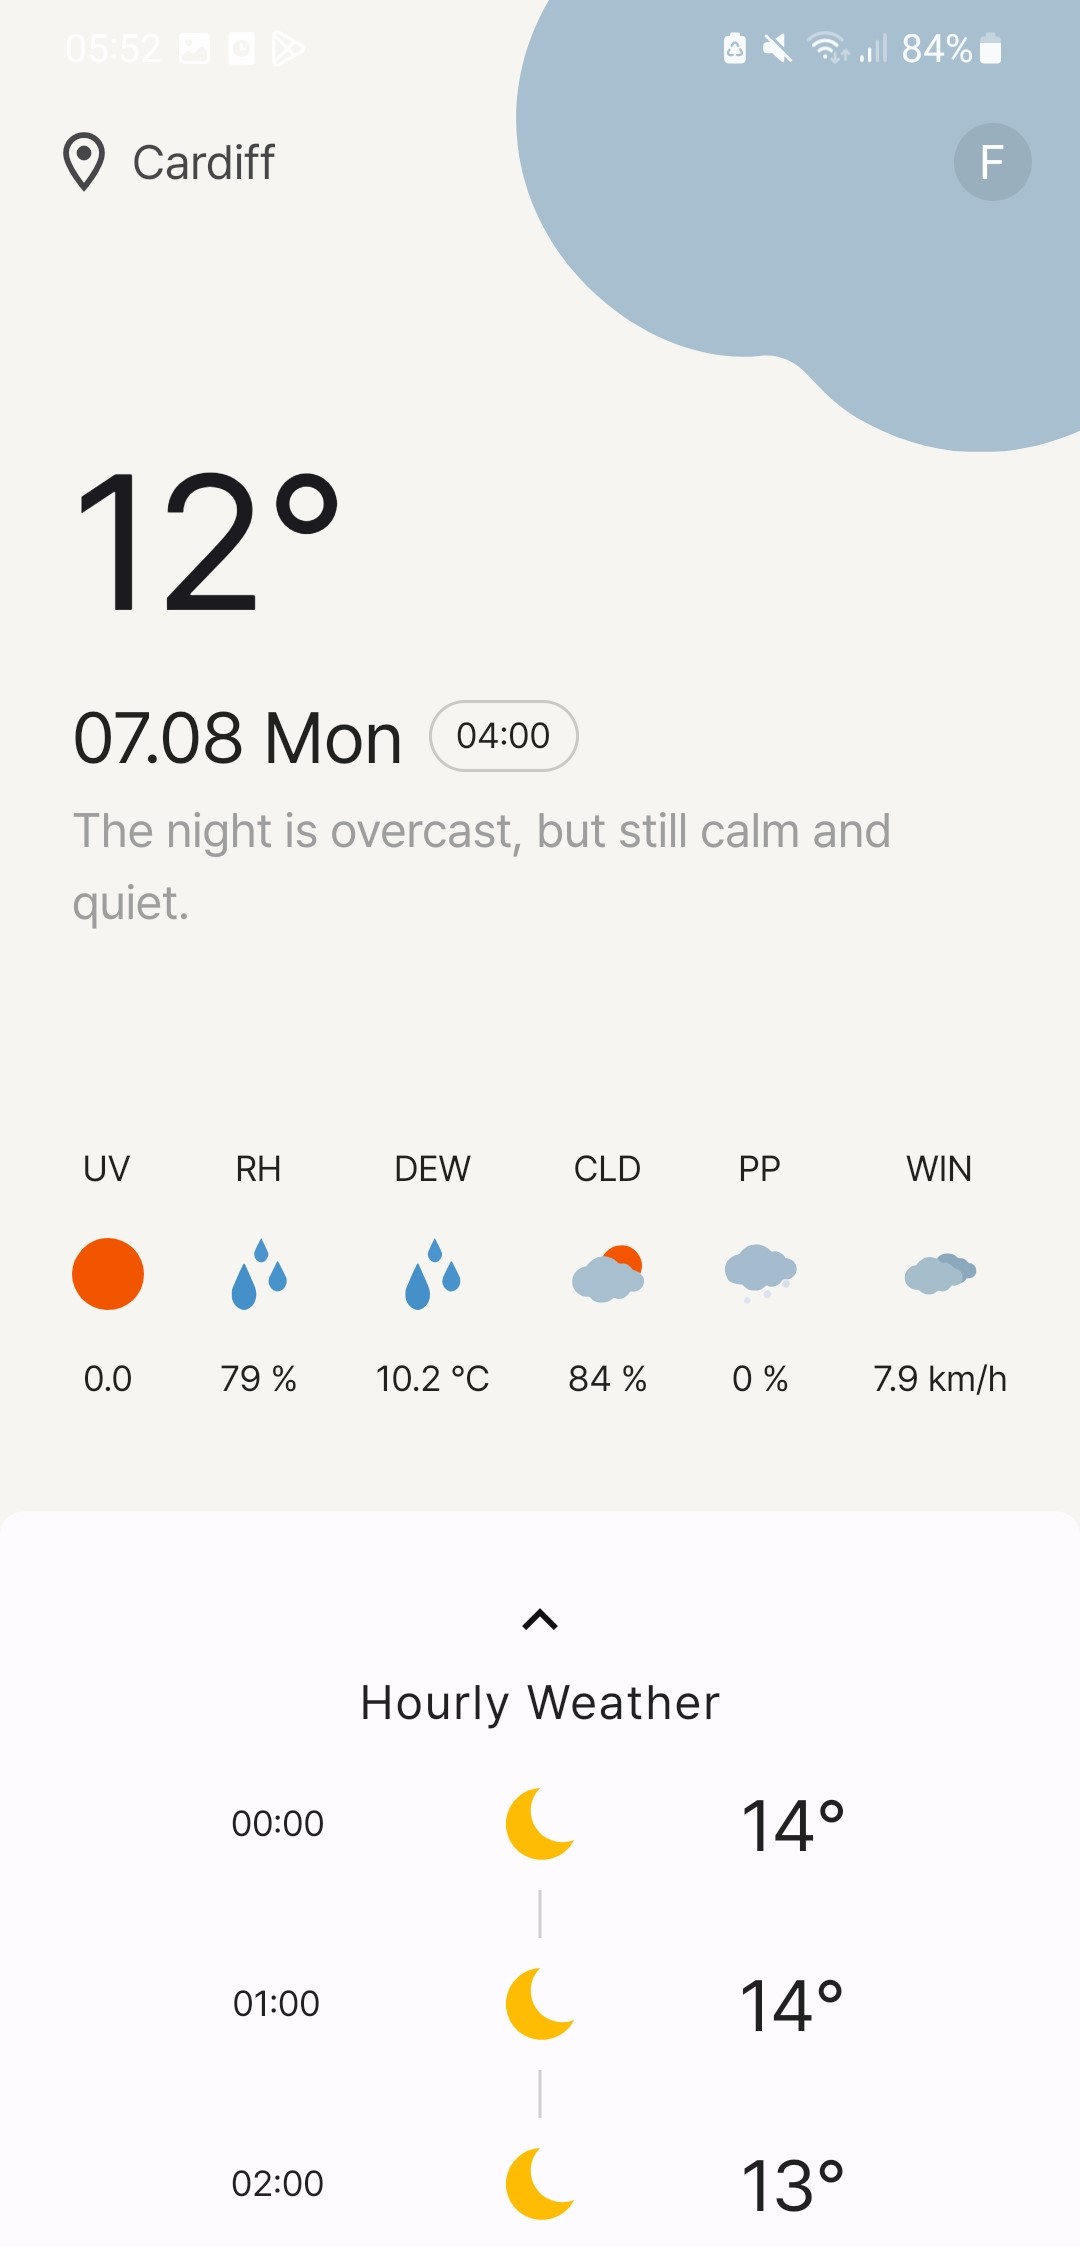 05:52 84%
Cardiff F
12°
07.08 Mon 04:00
The night is overcast, but still calm and
quiet.
UV RH DEW CLD PP WIN
0.0 79 % 10.2 °C 84 % 0 % 7.9 km/h
Hourly Weather
00:00 14°
01:00 14°
02:00 13°